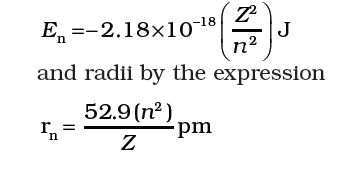 Eₙ = −2.18×10⁻¹⁸ (Z²/n²) J
and radii by the expression
rₙ = 52.9(n²)/Z pm